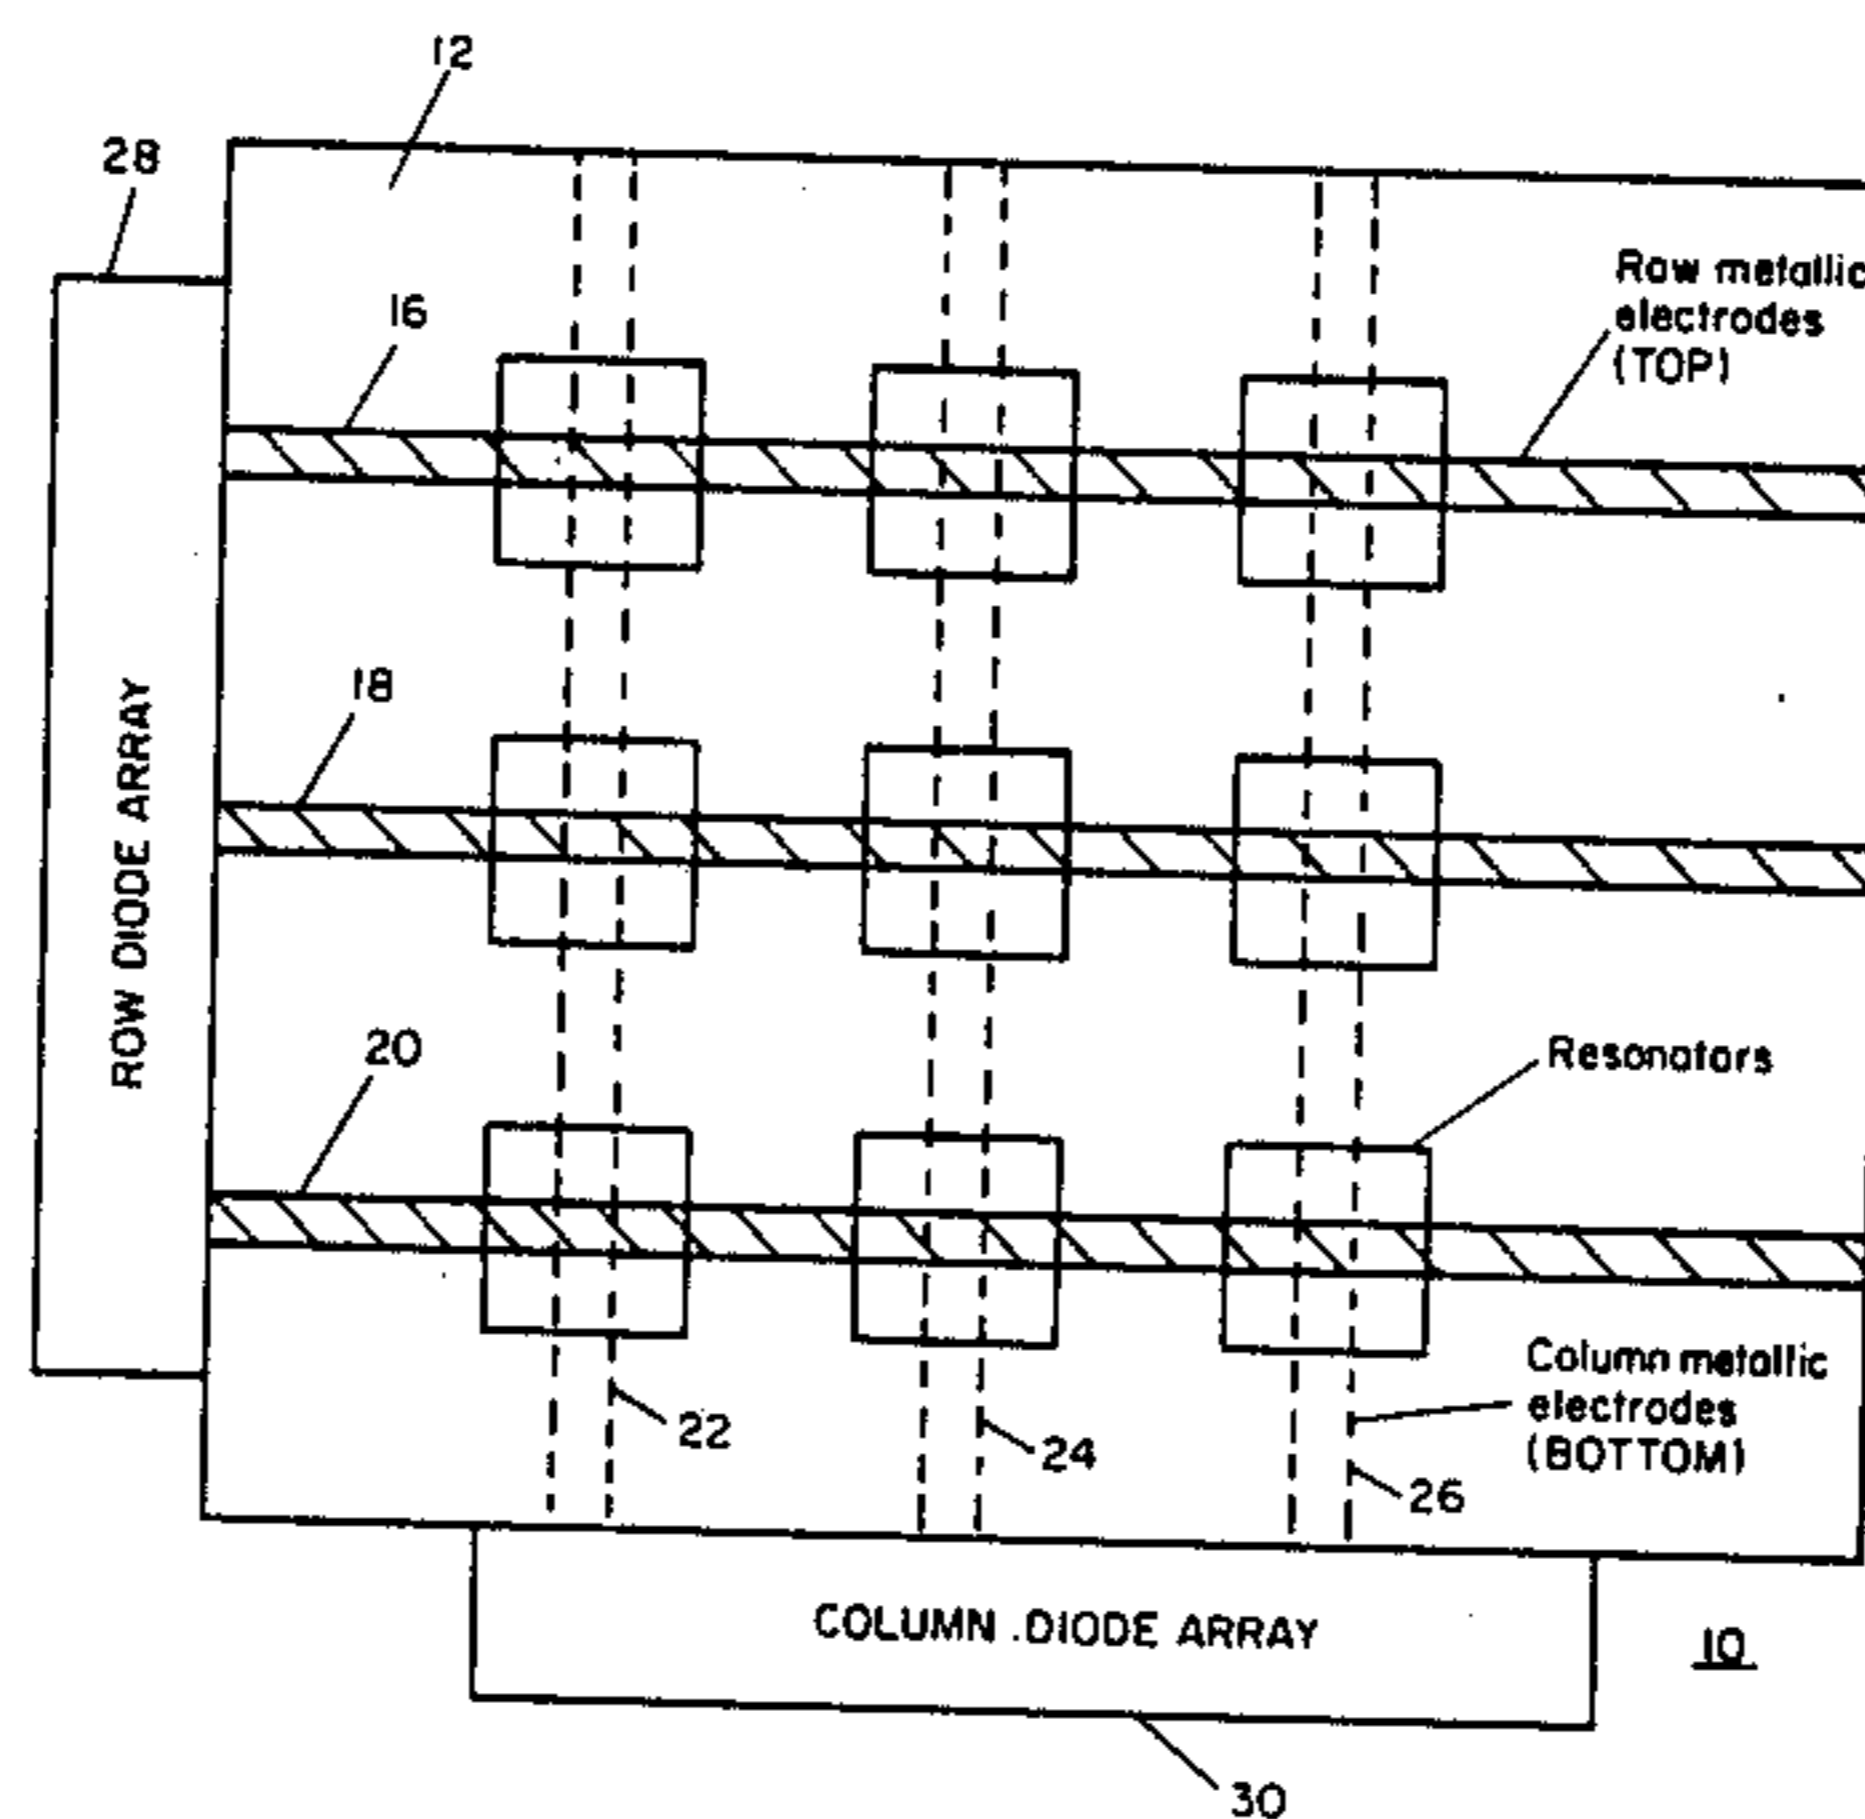 12
28
Row metallic
electrodes
(TOP)
16
18
ROW DIODE ARRAY
20
Resonators
Column metallic
electrodes
(BOTTOM)
22
24
26
COLUMN DIODE ARRAY
10
30